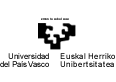 Universidad Euskal Herriko
del País Vasco Unibertsitatea